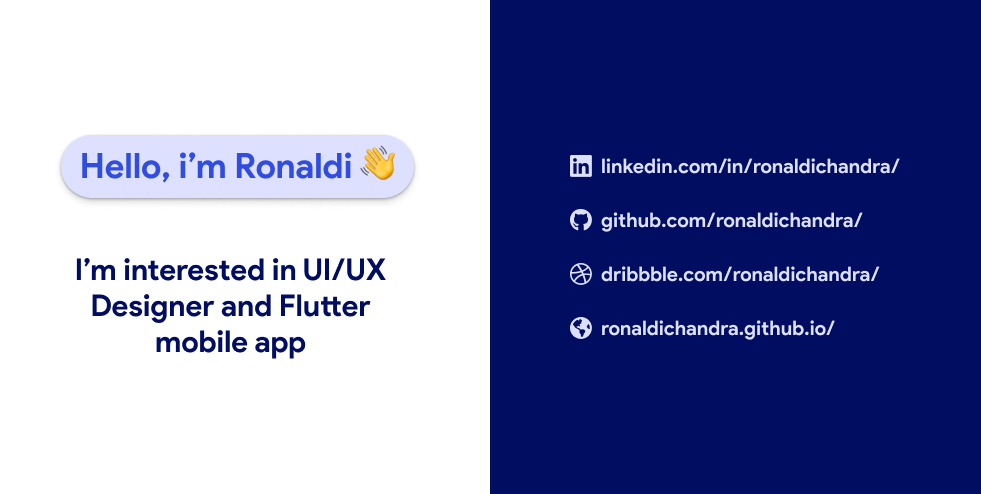 Hello, i’m Ronaldi 👋
I’m interested in UI/UX
Designer and Flutter
mobile app
linkedin.com/in/ronaldichandra/
github.com/ronaldichandra/
dribbble.com/ronaldichandra/
ronaldichandra.github.io/